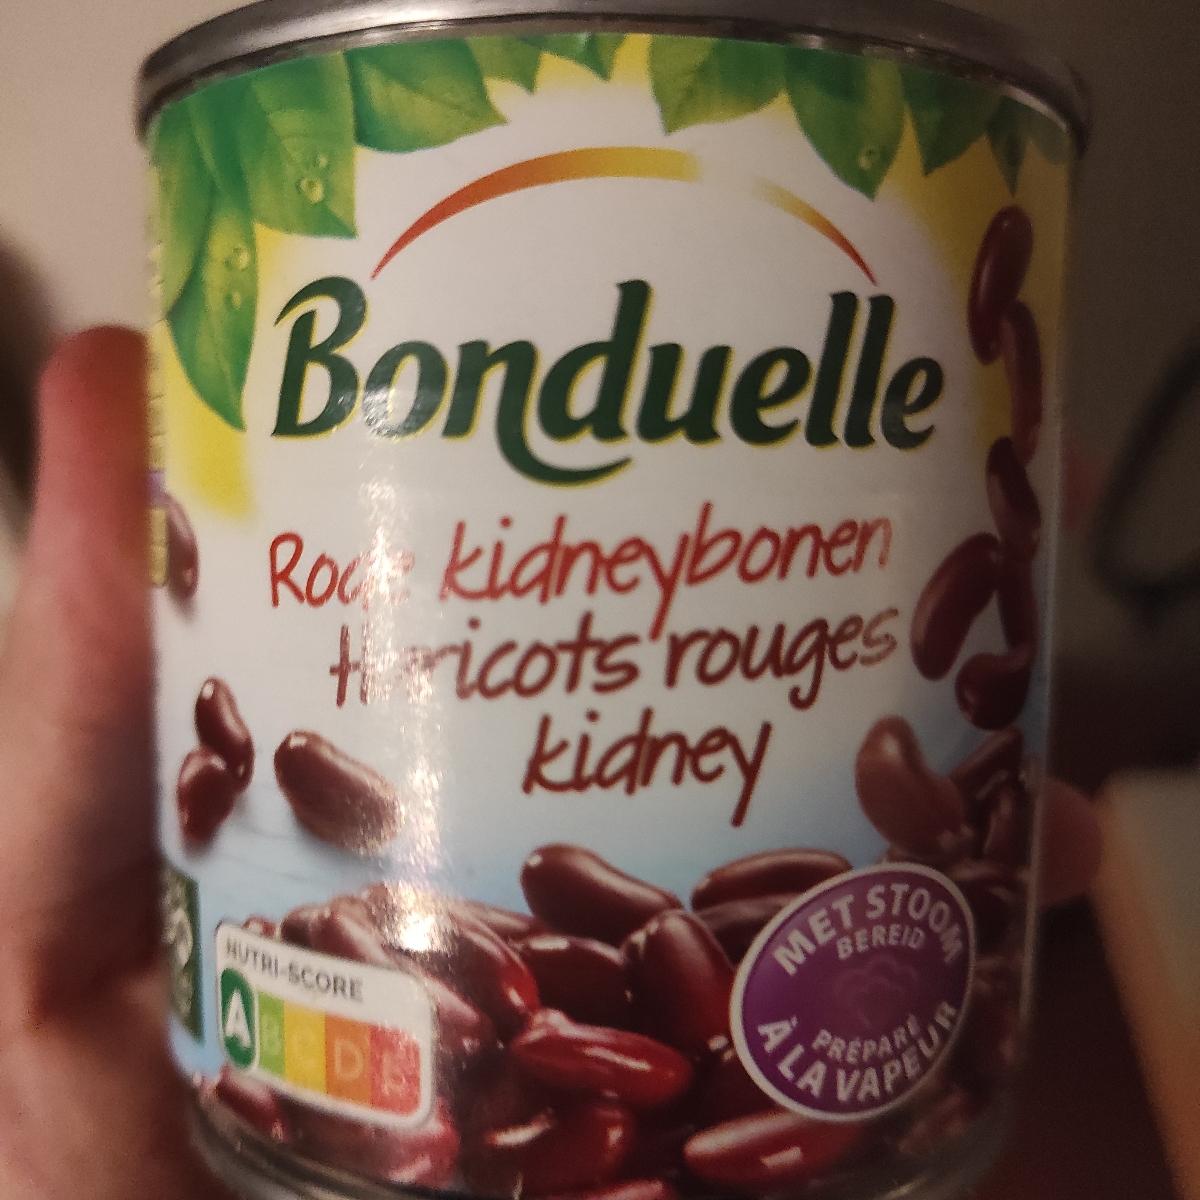 Bonduelle
Rode kidneybonen
Haricots rouges
kidney
NUTRI-SCORE
A B C D E
MET STOOM
BEREID
PRÉPARÉ
À LA VAPEUR